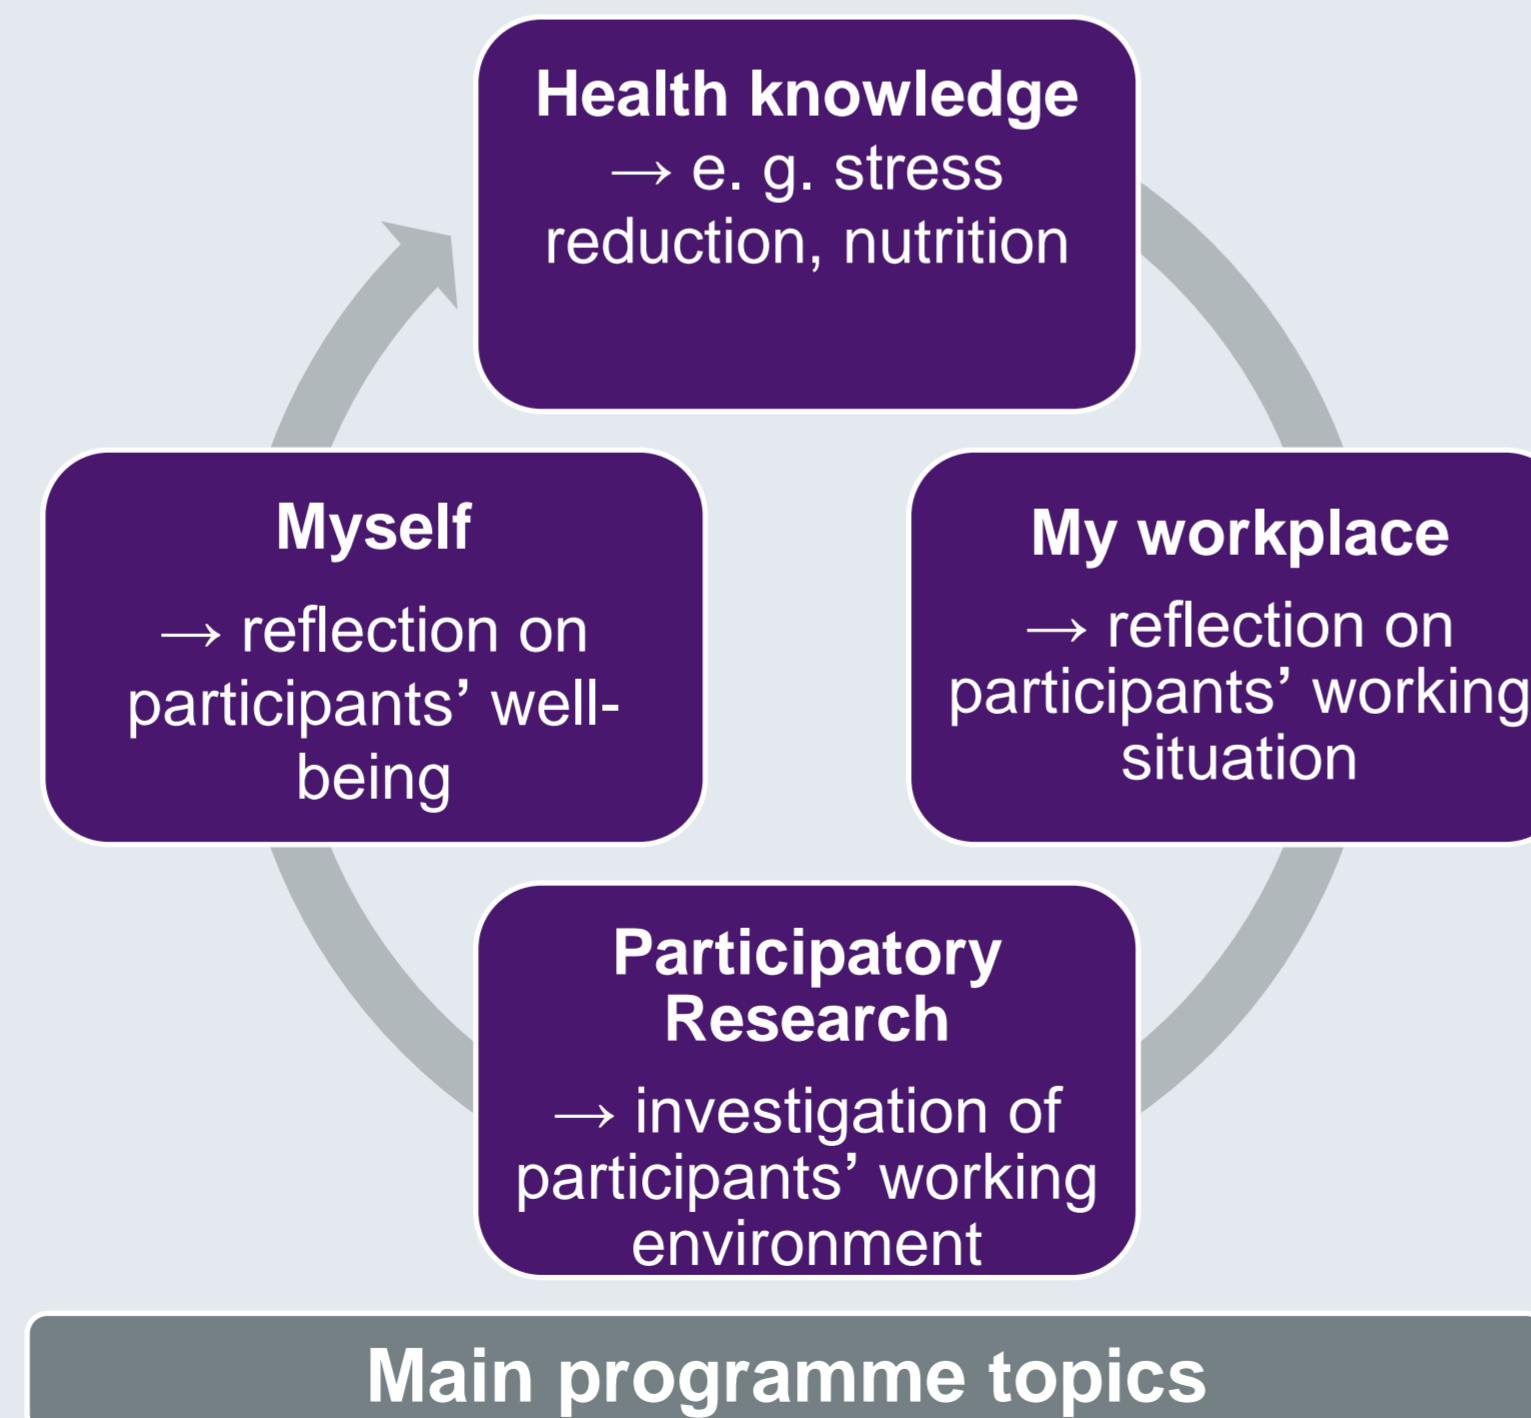 Health knowledge
→ e. g. stress
reduction, nutrition
Myself
→ reflection on
participants’ well-
being
My workplace
→ reflection on
participants’ working
situation
Participatory
Research
→ investigation of
participants’ working
environment
Main programme topics